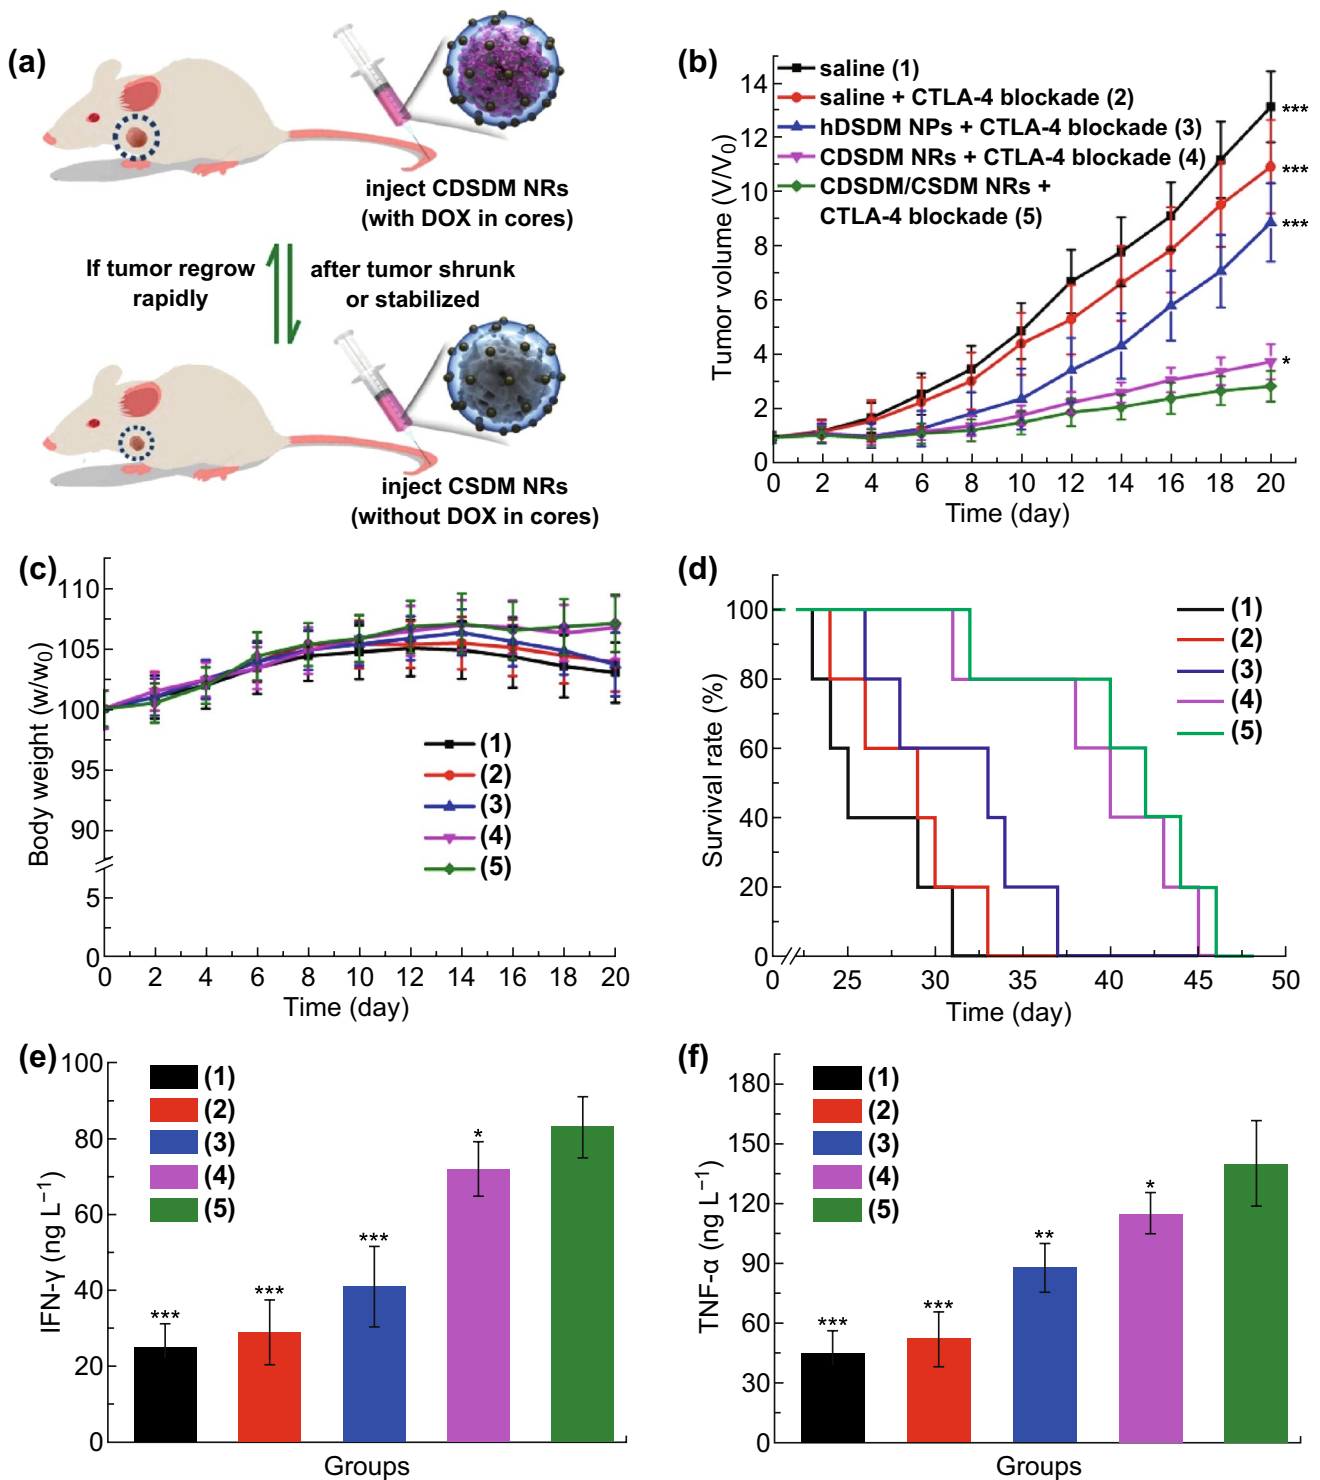 (a)
inject CDSDM NRs
(with DOX in cores)
If tumor regrow
rapidly
after tumor shrunk
or stabilized
inject CSDM NRs
(without DOX in cores)
(b)
saline (1)
saline + CTLA-4 blockade (2)
hDSDM NPs + CTLA-4 blockade (3)
CDSDM NRs + CTLA-4 blockade (4)
CDSDM/CSDM NRs +
CTLA-4 blockade (5)
***
***
***
*
Tumor volume (V/V₀)
14
12
10
8
6
4
2
0
0 2 4 6 8 10 12 14 16 18 20
Time (day)
(c)
Body weight (w/w₀)
110
105
100
95
90
5
0
(1)
(2)
(3)
(4)
(5)
0 2 4 6 8 10 12 14 16 18 20
Time (day)
(d)
Survival rate (%)
100
80
60
40
20
0
(1)
(2)
(3)
(4)
(5)
0 25 30 35 40 45 50
Time (day)
(e)
IFN-γ (ng L⁻¹)
100
80
60
40
20
0
(1)
(2)
(3)
(4)
(5)
***
***
***
*
Groups
(f)
TNF-α (ng L⁻¹)
180
150
120
90
60
30
0
(1)
(2)
(3)
(4)
(5)
***
***
**
*
Groups